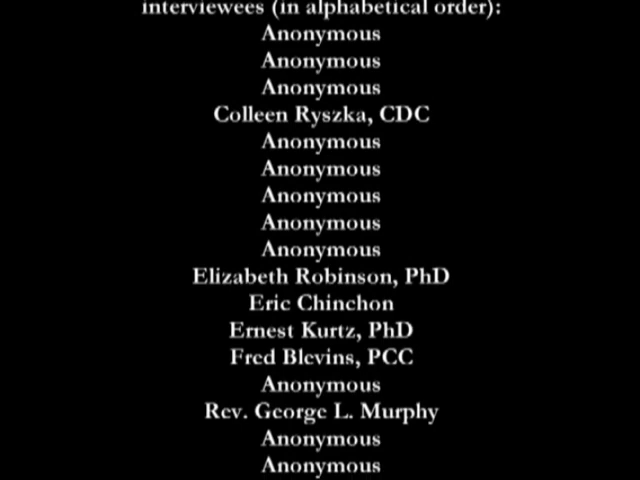 interviewees (in alphabetical order):
Anonymous
Anonymous
Anonymous
Colleen Ryszka, CDC
Anonymous
Anonymous
Anonymous
Anonymous
Anonymous
Elizabeth Robinson, PhD
Eric Chinchon
Ernest Kurtz, PhD
Fred Blevins, PCC
Anonymous
Rev. George L. Murphy
Anonymous
Anonymous